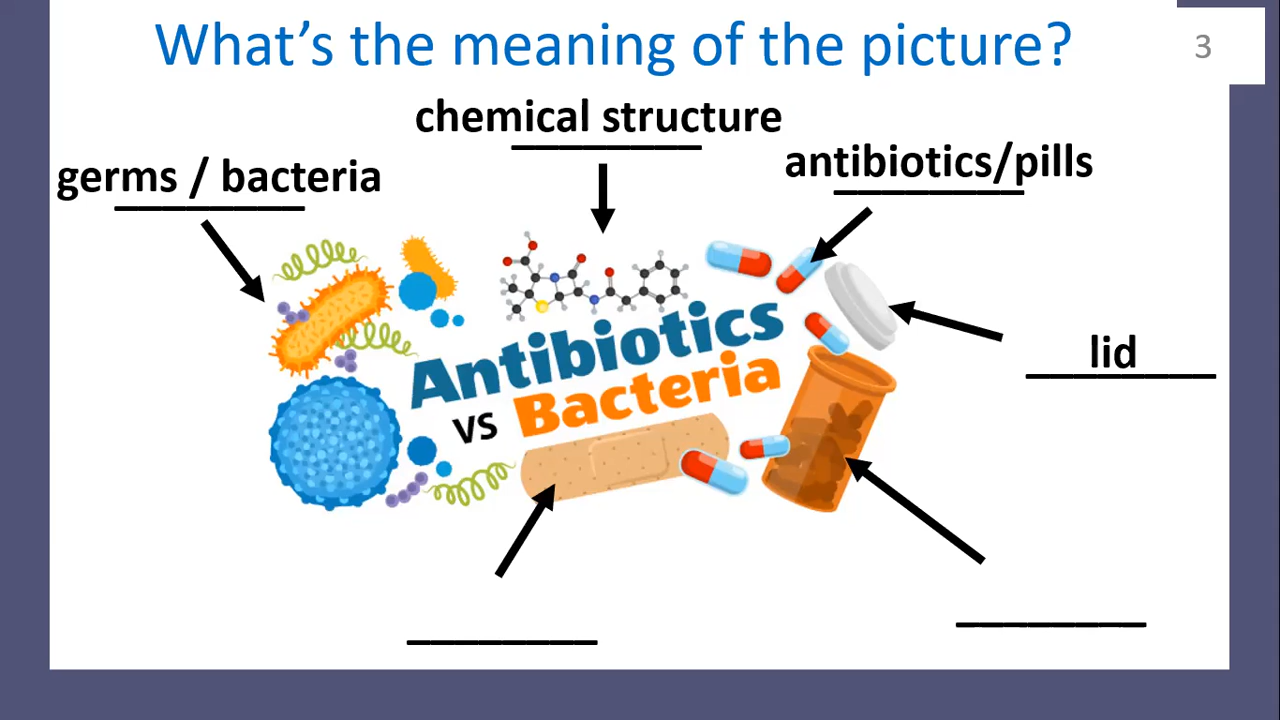 What's the meaning of the picture?
3
chemical structure
antibiotics/pills
germs / bacteria
lid
Antibiotics
vs Bacteria